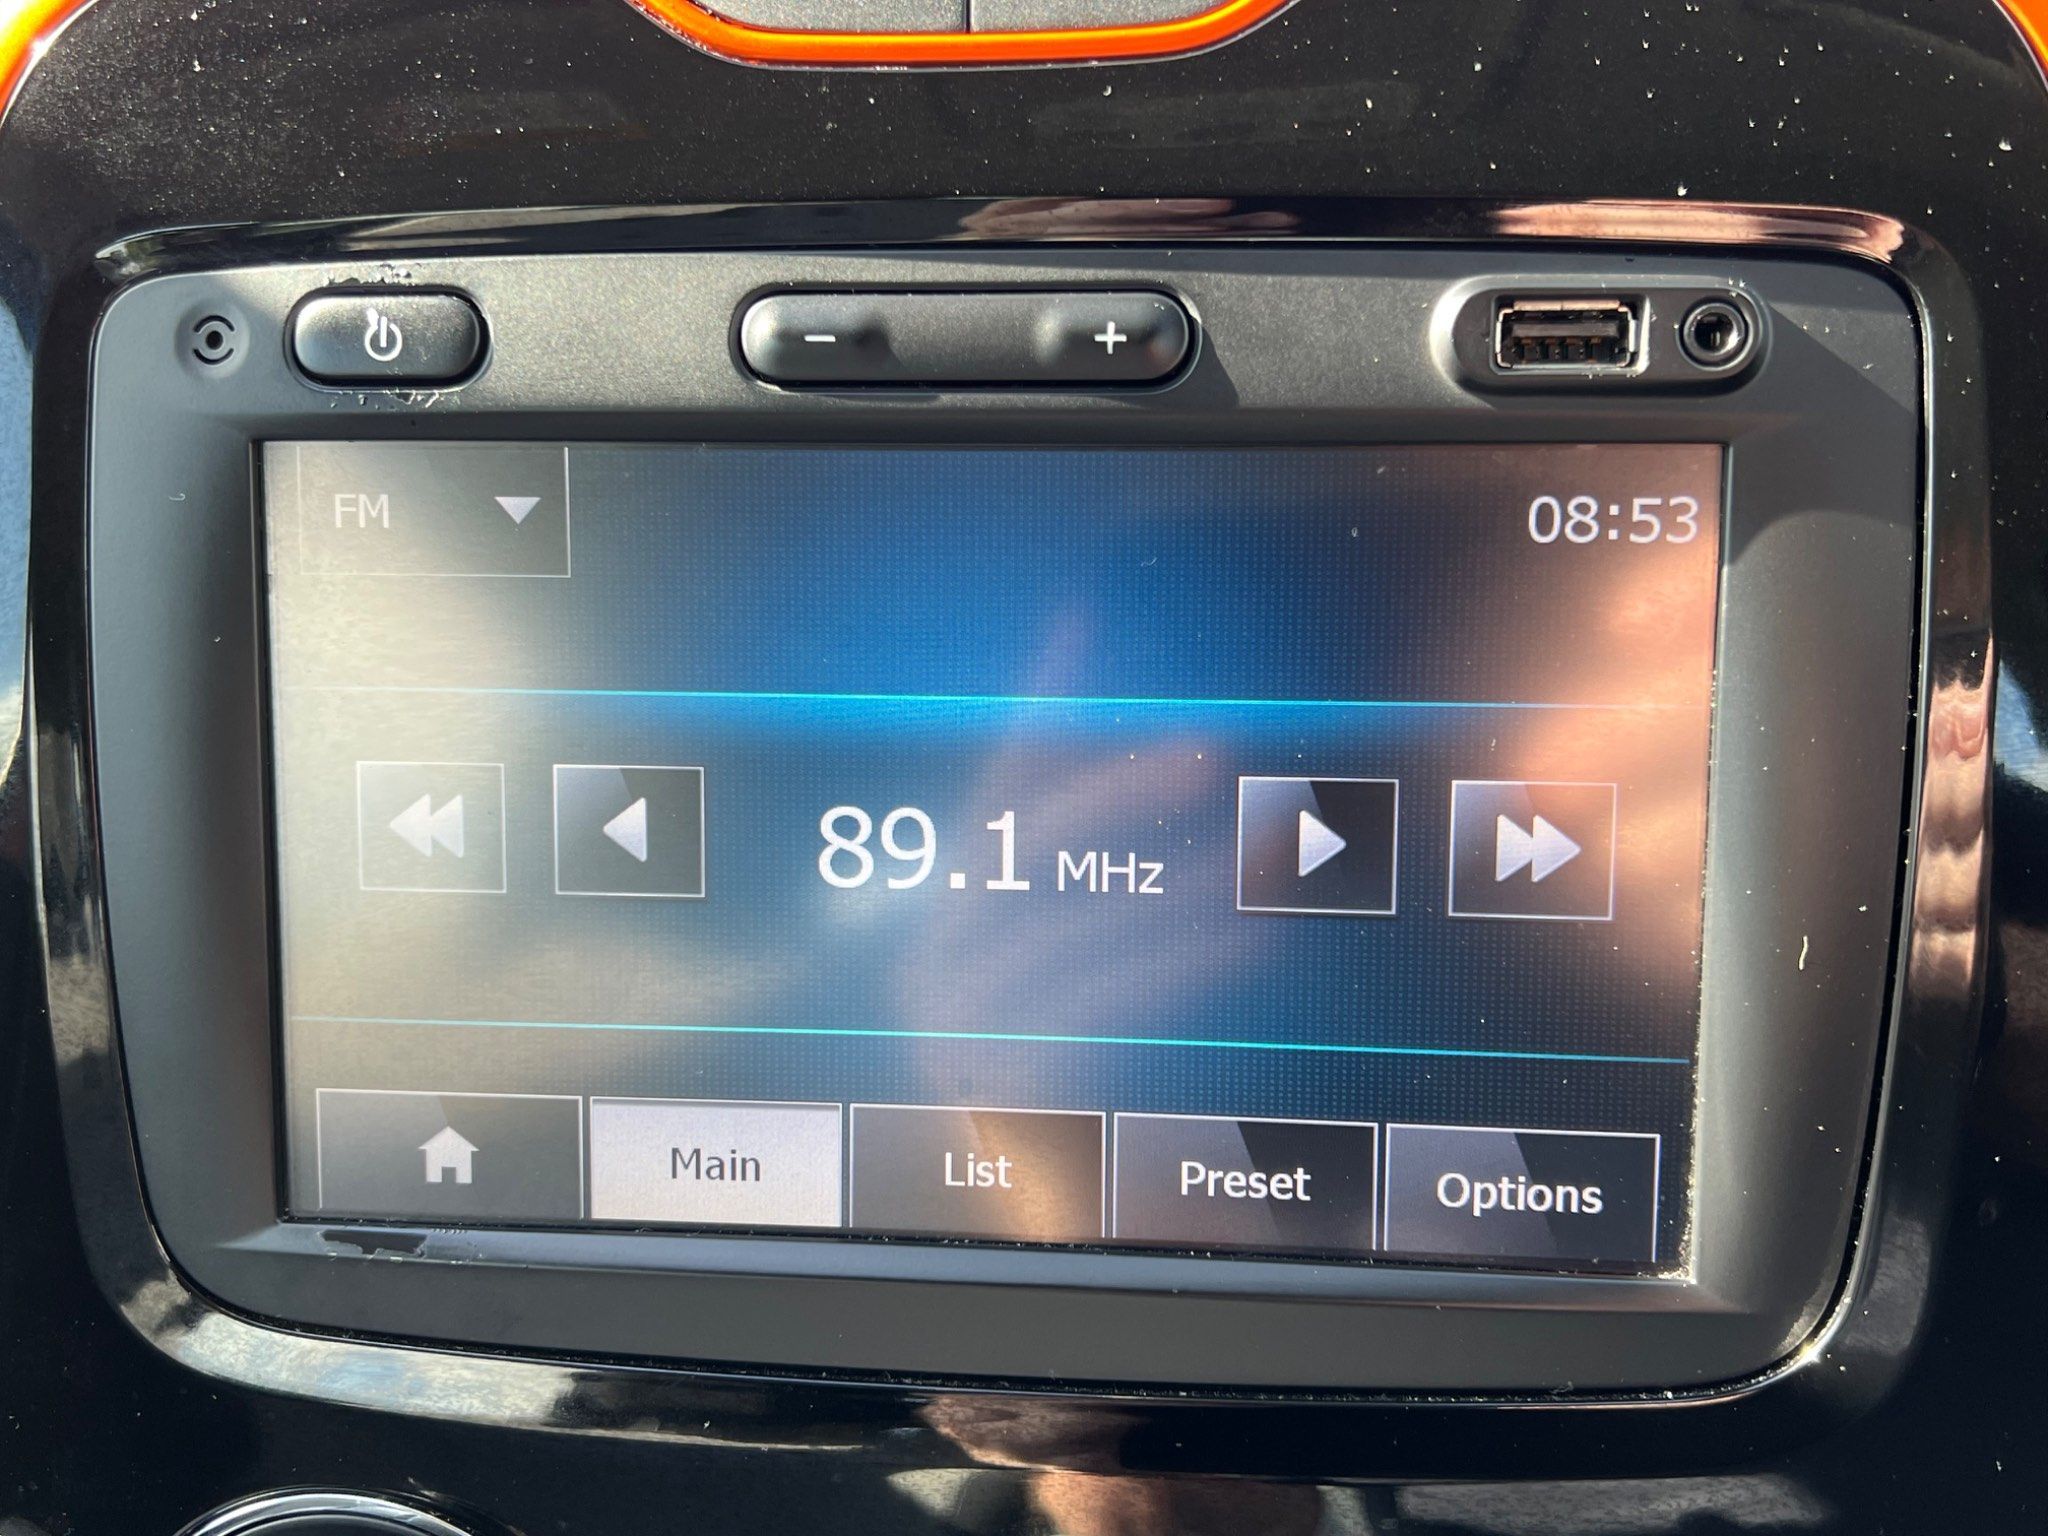 FM
08:53
89.1 MHz
Main
List
Preset
Options